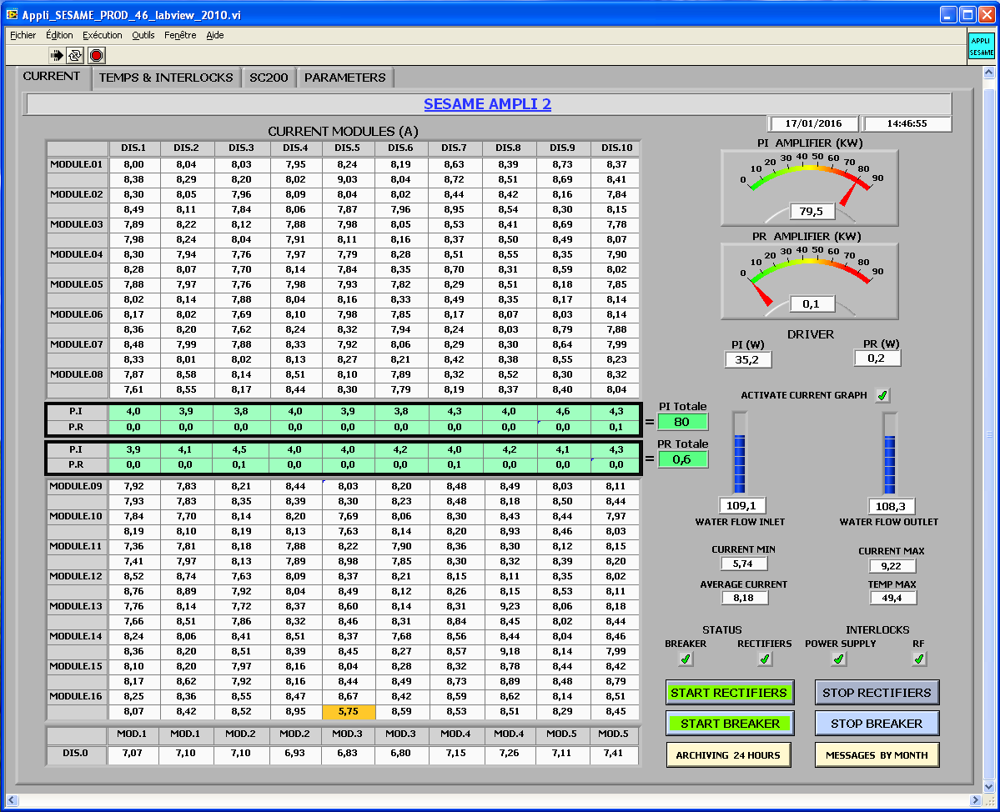 Appli_SESAME_PROD_46_labview_2010.vi
Fichier Édition Exécution Outils Fenêtre Aide
APPLI
SESAME
CURRENT TEMPS & INTERLOCKS SC200 PARAMETERS
SESAME AMPLI 2
17/01/2016 14:46:55
CURRENT MODULES (A)
DIS.1 DIS.2 DIS.3 DIS.4 DIS.5 DIS.6 DIS.7 DIS.8 DIS.9 DIS.10
MODULE.01 8,00 8,04 8,03 7,95 8,24 8,19 8,63 8,39 8,73 8,37
8,38 8,29 8,20 8,02 9,03 8,04 8,72 8,51 8,69 8,41
MODULE.02 8,30 8,05 7,96 8,09 8,04 8,02 8,44 8,42 8,16 7,84
8,49 8,11 7,84 8,06 7,87 7,96 8,95 8,54 8,30 8,15
MODULE.03 7,89 8,22 8,12 7,88 7,98 8,05 8,53 8,41 8,69 7,78
7,98 8,24 8,04 7,91 8,11 8,16 8,37 8,50 8,49 8,07
MODULE.04 8,30 7,94 7,76 7,97 7,79 8,28 8,51 8,55 8,35 7,90
8,28 8,07 7,70 8,14 7,84 8,35 8,70 8,31 8,59 8,02
MODULE.05 7,88 7,97 7,76 7,98 7,93 7,82 8,29 8,51 8,18 7,85
8,02 8,14 7,88 8,04 8,16 8,33 8,49 8,35 8,17 8,14
MODULE.06 8,17 8,02 7,69 8,10 7,98 7,85 8,17 8,07 8,03 8,14
8,36 8,20 7,62 8,24 8,32 7,94 8,24 8,03 8,79 7,88
MODULE.07 8,48 7,99 7,88 8,33 7,92 8,06 8,29 8,30 8,64 7,99
8,33 8,01 8,02 8,13 8,27 8,21 8,42 8,38 8,55 8,23
MODULE.08 7,87 8,58 8,14 8,51 8,10 7,89 8,32 8,52 8,30 8,32
7,61 8,55 8,17 8,44 8,30 7,79 8,19 8,37 8,40 8,04
P.I 4,0 3,9 3,8 4,0 3,9 3,8 4,3 4,0 4,6 4,3
P.R 0,0 0,0 0,0 0,0 0,0 0,0 0,0 0,0 0,0 0,1
= PI Totale
80
P.I 3,9 4,1 4,5 4,0 4,0 4,2 4,0 4,2 4,1 4,3
P.R 0,0 0,0 0,1 0,0 0,0 0,0 0,1 0,0 0,0 0,0
= PR Totale
0,6
MODULE.09 7,92 7,83 8,21 8,44 8,03 8,20 8,48 8,49 8,03 8,11
7,93 7,83 8,35 8,39 8,30 8,23 8,48 8,18 8,50 8,44
MODULE.10 7,84 7,70 8,14 8,20 7,69 8,06 8,30 8,43 8,44 7,97
8,19 8,10 8,19 8,13 7,63 8,14 8,20 8,93 8,46 8,03
MODULE.11 7,36 7,81 8,18 7,88 8,22 7,90 8,36 8,30 8,12 8,15
7,41 7,97 8,13 7,89 8,98 7,85 8,30 8,32 8,39 8,20
MODULE.12 8,52 8,74 7,63 8,09 8,37 8,21 8,15 8,11 8,35 8,02
8,76 8,89 7,92 8,04 8,49 8,12 8,26 8,15 8,53 8,11
MODULE.13 7,76 8,14 7,72 8,37 8,60 8,14 8,31 9,23 8,06 8,18
7,66 8,51 7,86 8,32 8,46 8,31 8,84 8,45 8,02 8,44
MODULE.14 8,24 8,06 8,41 8,51 8,37 7,68 8,56 8,44 8,04 8,46
8,36 8,20 8,51 8,39 8,45 8,27 8,57 9,18 8,14 7,99
MODULE.15 8,10 8,20 7,97 8,16 8,04 8,28 8,32 8,78 8,44 8,42
8,17 8,62 7,92 8,16 8,44 8,49 8,73 8,89 8,48 8,79
MODULE.16 8,25 8,36 8,55 8,47 8,67 8,42 8,59 8,62 8,14 8,51
8,07 8,42 8,52 8,95 5,75 8,59 8,53 8,51 8,29 8,45
MOD.1 MOD.1 MOD.2 MOD.2 MOD.3 MOD.3 MOD.4 MOD.4 MOD.5 MOD.5
DIS.0 7,07 7,10 7,10 6,93 6,83 6,80 7,15 7,26 7,11 7,41
PI AMPLIFIER (KW)
0 10 20 30 40 50 60 70 80 90
79,5
PR AMPLIFIER (KW)
0 10 20 30 40 50 60 70 80 90
0,1
DRIVER
PI (W) PR (W)
35,2 0,2
ACTIVATE CURRENT GRAPH
109,1 108,3
WATER FLOW INLET WATER FLOW OUTLET
CURRENT MIN CURRENT MAX
5,74 9,22
AVERAGE CURRENT TEMP MAX
8,18 49,4
STATUS INTERLOCKS
BREAKER RECTIFIERS POWER SUPPLY RF
START RECTIFIERS STOP RECTIFIERS
START BREAKER STOP BREAKER
ARCHIVING 24 HOURS MESSAGES BY MONTH